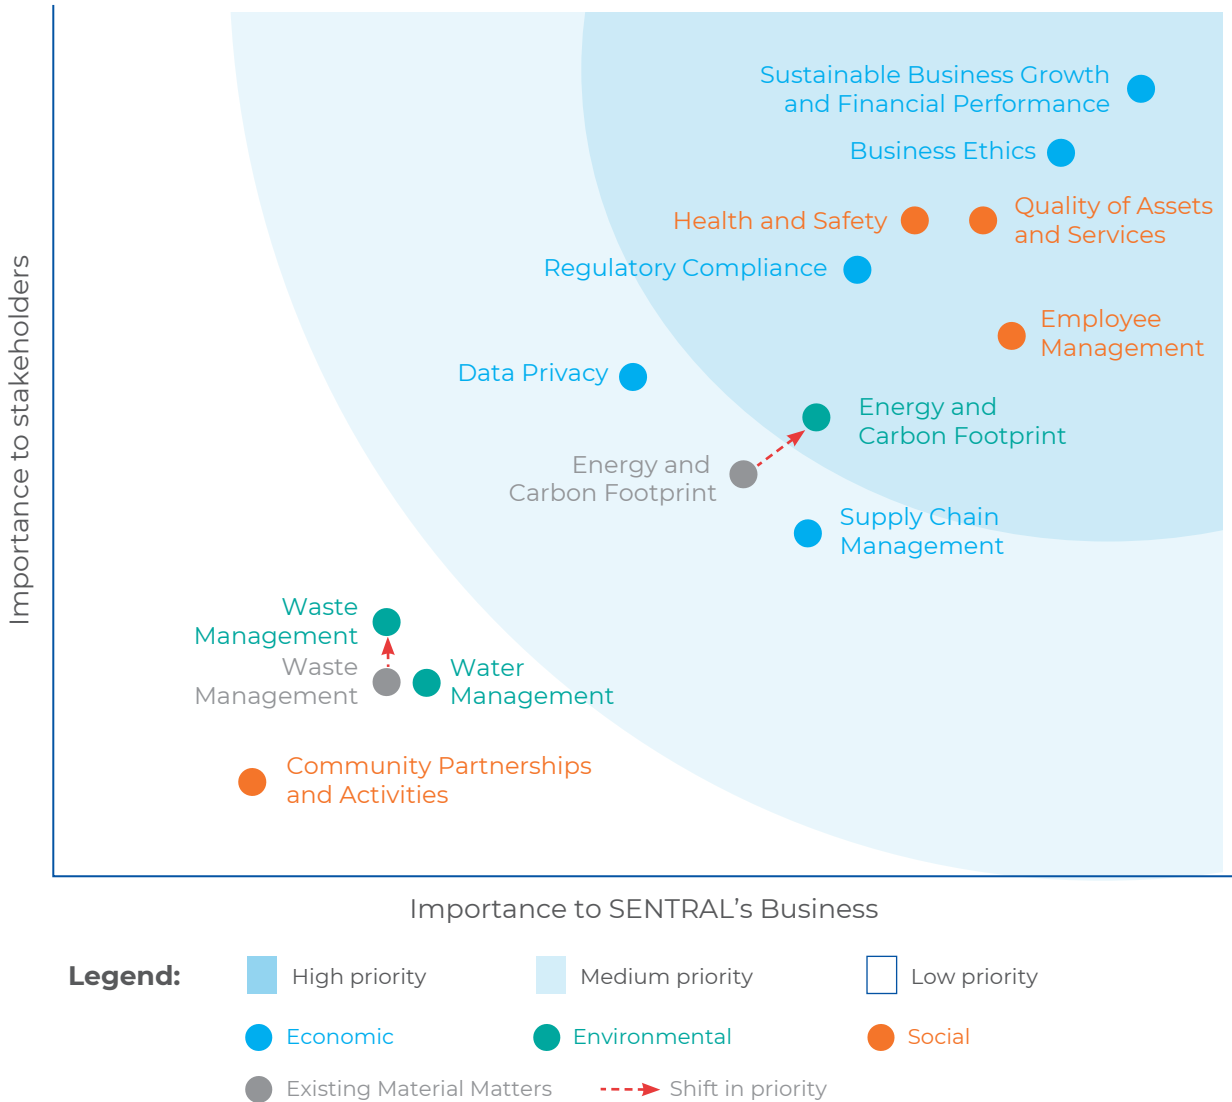 Importance to stakeholders
Sustainable Business Growth
and Financial Performance
Business Ethics
Health and Safety
Quality of Assets
and Services
Regulatory Compliance
Employee
Management
Data Privacy
Energy and
Carbon Footprint
Energy and
Carbon Footprint
Supply Chain
Management
Waste
Management
Waste
Management
Water
Management
Community Partnerships
and Activities
Importance to SENTRAL’s Business
Legend:
High priority
Medium priority
Low priority
Economic
Environmental
Social
Existing Material Matters
Shift in priority